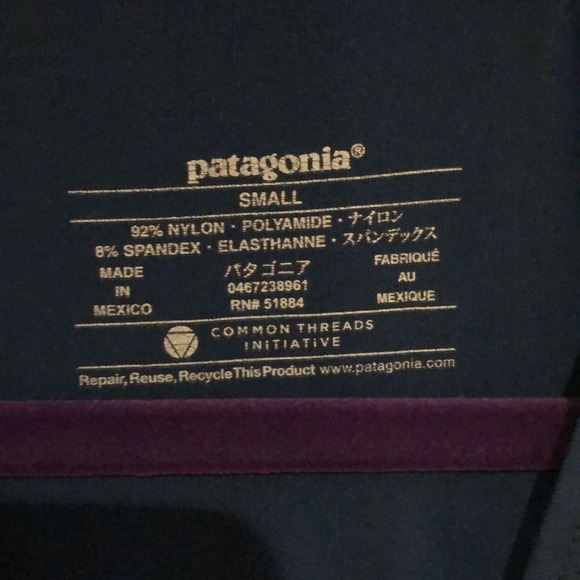 patagonia®
SMALL
92% NYLON · POLYAMIDE · ナイロン
8% SPANDEX · ELASTHANNE · スパンデックス
MADE IN MEXICO
パタゴニア
0467238961
RN# 51884
FABRIQUÉ AU MEXIQUE
COMMON THREADS
INITIATIVE
Repair, Reuse, Recycle This Product www.patagonia.com